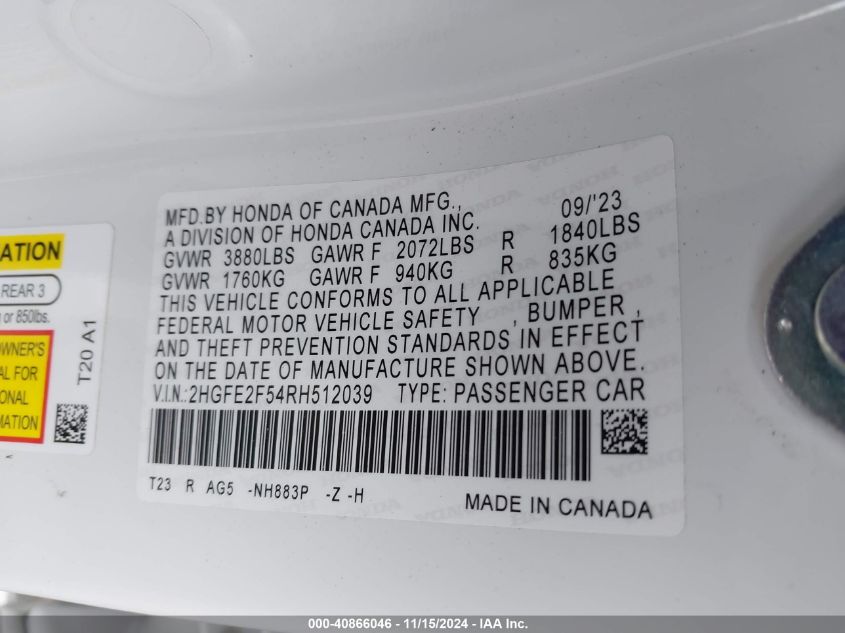 MFD.BY HONDA OF CANADA MFG., 09/'23
A DIVISION OF HONDA CANADA INC.
GVWR 3880LBS GAWR F 2072LBS R 1840LBS
GVWR 1760KG GAWR F 940KG R 835KG
THIS VEHICLE CONFORMS TO ALL APPLICABLE
FEDERAL MOTOR VEHICLE SAFETY , BUMPER ,
AND THEFT PREVENTION STANDARDS IN EFFECT
ON THE DATE OF MANUFACTURE SHOWN ABOVE.
V.I.N.:2HGFE2F54RH512039 TYPE: PASSENGER CAR
T23 R AG5 -NH883P -Z -H
MADE IN CANADA
ATION
REAR 3
or 850lbs.
OWNER'S
AL FOR
ONAL
MATION
T20 A1
000-40866046 - 11/15/2024 - IAA Inc.